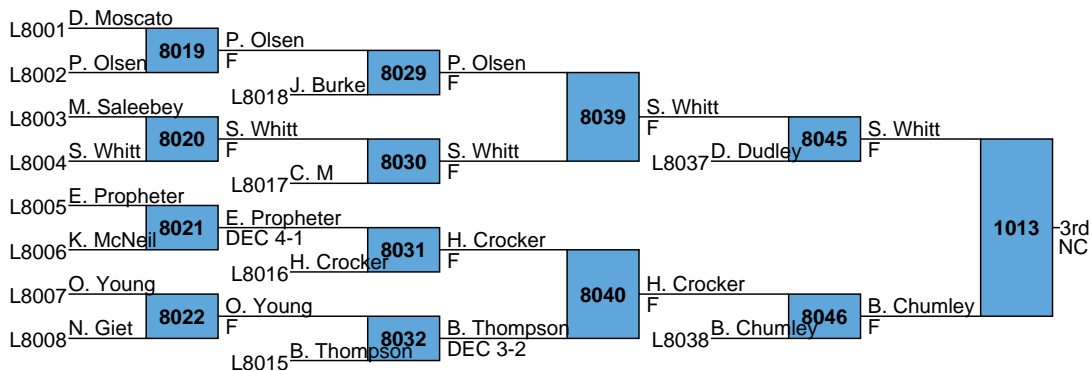 L8001 D. Moscato
8019
P. Olsen
F
L8002 P. Olsen
8029
P. Olsen
F
L8018 J. Burke
L8003 M. Saleebey
8020
S. Whitt
F
L8004 S. Whitt
8030
S. Whitt
F
L8017 C. M
8039
S. Whitt
F
L8037 D. Dudley
8045
S. Whitt
F
L8005 E. Propheter
8021
E. Propheter
DEC 4-1
L8006 K. McNeil
8031
H. Crocker
F
L8016 H. Crocker
L8007 O. Young
8022
O. Young
F
L8008 N. Giet
8032
B. Thompson
DEC 3-2
L8015 B. Thompson
8040
H. Crocker
F
L8038 B. Chumley
8046
B. Chumley
F
1013
3rd
NC